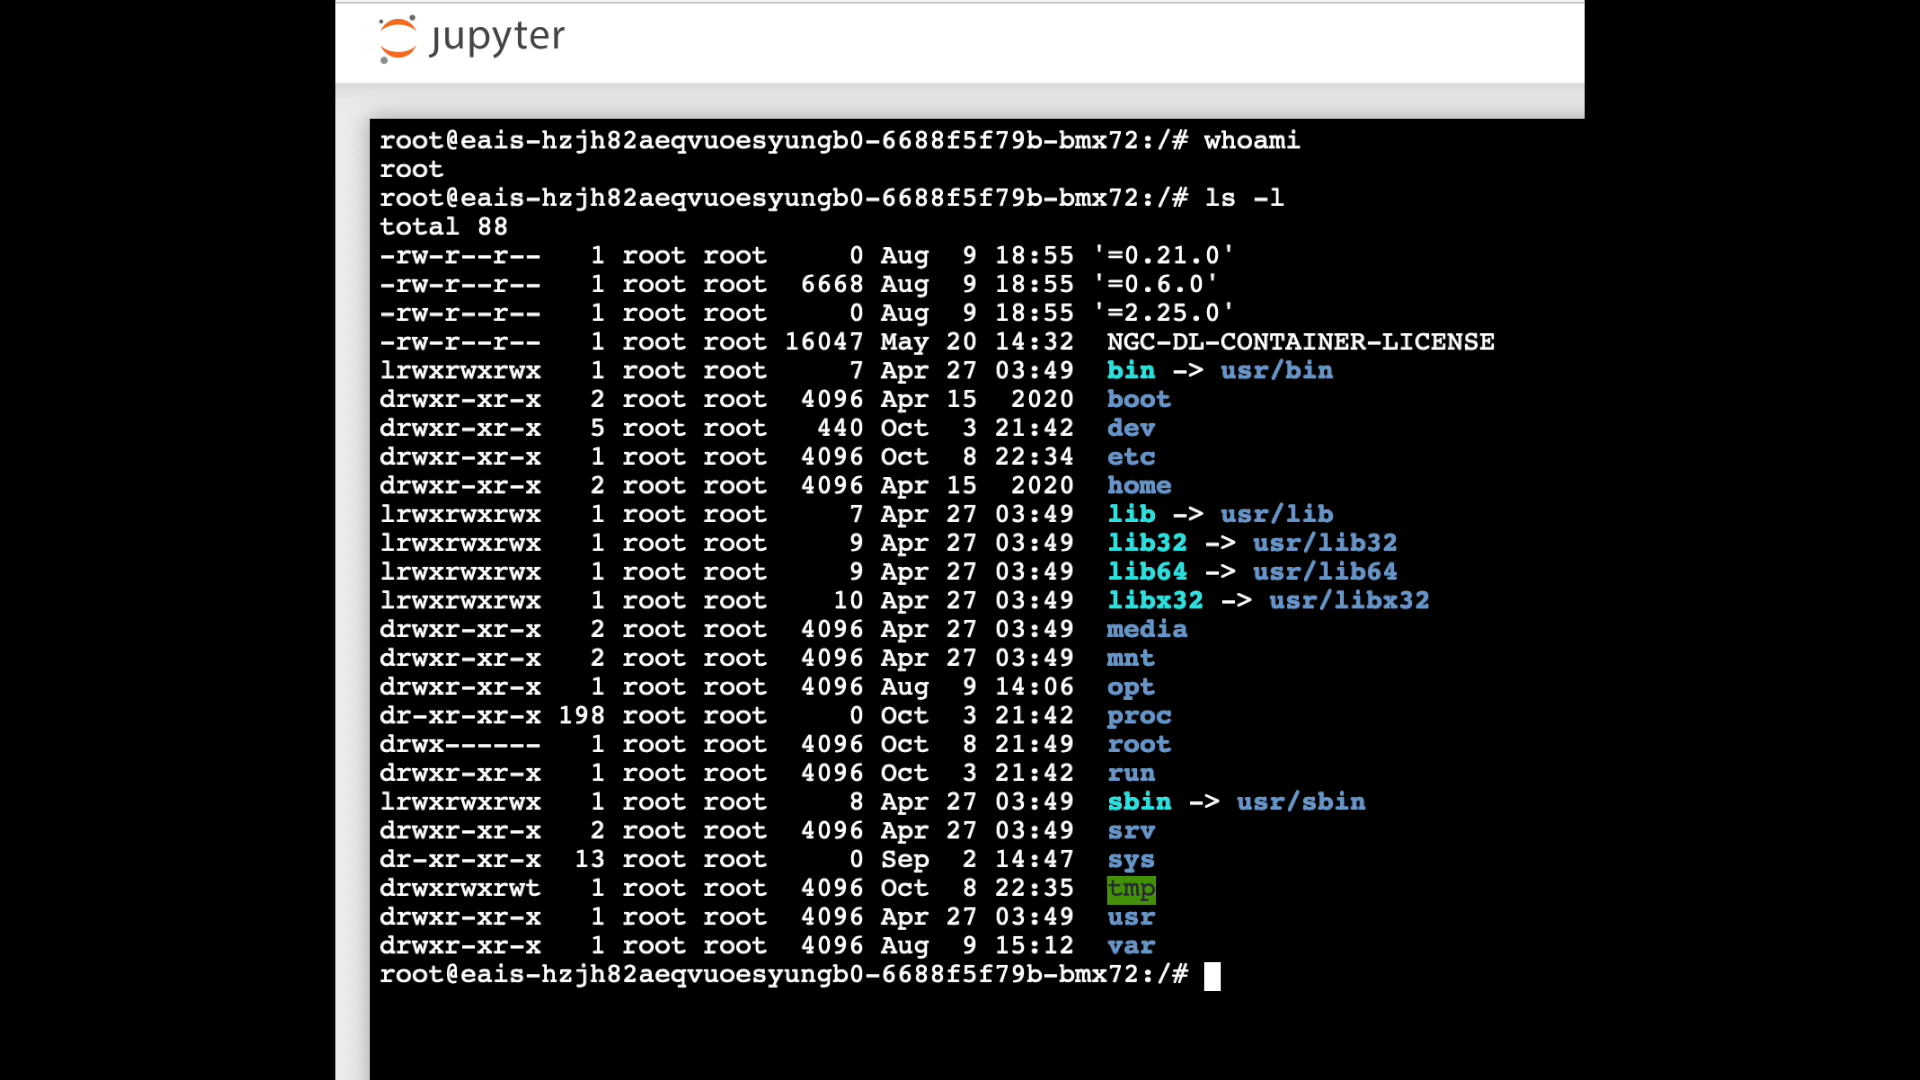 jupyter
root@eais-hzjh82aeqvuoesyungb0-6688f5f79b-bmx72:/# whoami
root
root@eais-hzjh82aeqvuoesyungb0-6688f5f79b-bmx72:/# ls -l
total 88
-rw-r--r--   1 root root     0 Aug  9 18:55 '=0.21.0'
-rw-r--r--   1 root root  6668 Aug  9 18:55 '=0.6.0'
-rw-r--r--   1 root root     0 Aug  9 18:55 '=2.25.0'
-rw-r--r--   1 root root 16047 May 20 14:32  NGC-DL-CONTAINER-LICENSE
lrwxrwxrwx   1 root root     7 Apr 27 03:49  bin -> usr/bin
drwxr-xr-x   2 root root  4096 Apr 15  2020  boot
drwxr-xr-x   5 root root   440 Oct  3 21:42  dev
drwxr-xr-x   1 root root  4096 Oct  8 22:34  etc
drwxr-xr-x   2 root root  4096 Apr 15  2020  home
lrwxrwxrwx   1 root root     7 Apr 27 03:49  lib -> usr/lib
lrwxrwxrwx   1 root root     9 Apr 27 03:49  lib32 -> usr/lib32
lrwxrwxrwx   1 root root     9 Apr 27 03:49  lib64 -> usr/lib64
lrwxrwxrwx   1 root root    10 Apr 27 03:49  libx32 -> usr/libx32
drwxr-xr-x   2 root root  4096 Apr 27 03:49  media
drwxr-xr-x   2 root root  4096 Apr 27 03:49  mnt
drwxr-xr-x   1 root root  4096 Aug  9 14:06  opt
dr-xr-xr-x 198 root root     0 Oct  3 21:42  proc
drwx------   1 root root  4096 Oct  8 21:49  root
drwxr-xr-x   1 root root  4096 Oct  3 21:42  run
lrwxrwxrwx   1 root root     8 Apr 27 03:49  sbin -> usr/sbin
drwxr-xr-x   2 root root  4096 Apr 27 03:49  srv
dr-xr-xr-x  13 root root     0 Sep  2 14:47  sys
drwxrwxrwt   1 root root  4096 Oct  8 22:35  tmp
drwxr-xr-x   1 root root  4096 Apr 27 03:49  usr
drwxr-xr-x   1 root root  4096 Aug  9 15:12  var
root@eais-hzjh82aeqvuoesyungb0-6688f5f79b-bmx72:/#